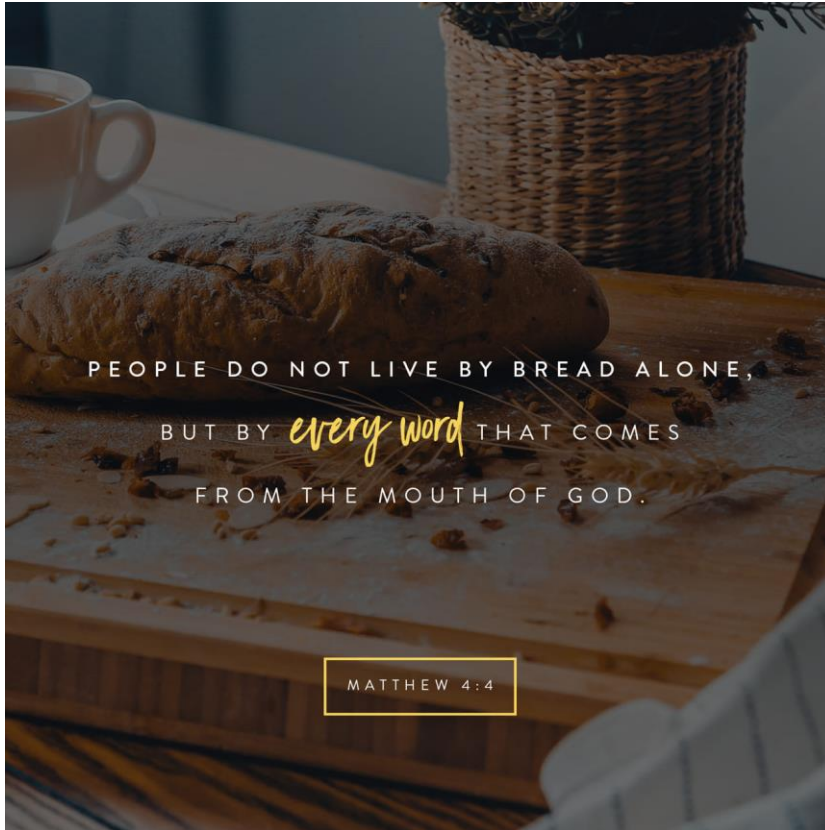 PEOPLE DO NOT LIVE BY BREAD ALONE,
BUT BY every word THAT COMES
FROM THE MOUTH OF GOD.
MATTHEW 4:4